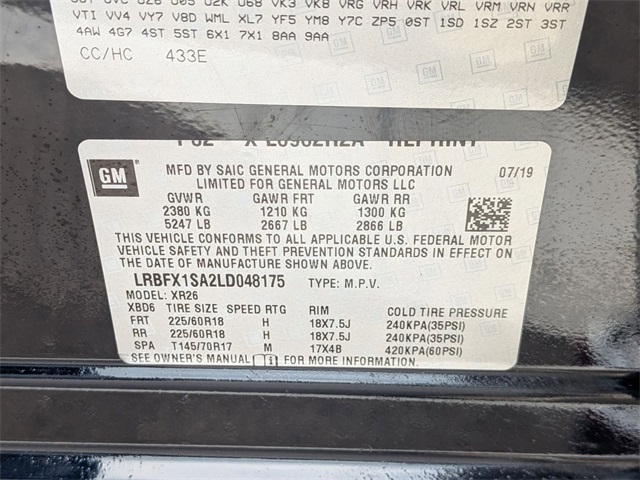 VTI VV4 VY7 V8D WML XL7 YF5 YM8 Y7C ZP5 0ST 1SD 1SZ 2ST 3ST
4AW 4G7 4ST 5ST 6X1 7X1 8AA 9AA
CC/HC 433E
GM
MFD BY SAIC GENERAL MOTORS CORPORATION 07/19
LIMITED FOR GENERAL MOTORS LLC
GVWR GAWR FRT GAWR RR
2380 KG 1210 KG 1300 KG
5247 LB 2667 LB 2866 LB
THIS VEHICLE CONFORMS TO ALL APPLICABLE U.S. FEDERAL MOTOR
VEHICLE SAFETY AND THEFT PREVENTION STANDARDS IN EFFECT ON
THE DATE OF MANUFACTURE SHOWN ABOVE.
LRBFX1SA2LD048175 TYPE: M.P.V.
MODEL: XR26
XBD6 TIRE SIZE SPEED RTG RIM COLD TIRE PRESSURE
FRT 225/60R18 H 18X7.5J 240KPA(35PSI)
RR 225/60R18 H 18X7.5J 240KPA(35PSI)
SPA T145/70R17 M 17X4B 420KPA(60PSI)
SEE OWNER'S MANUAL FOR MORE INFORMATION.